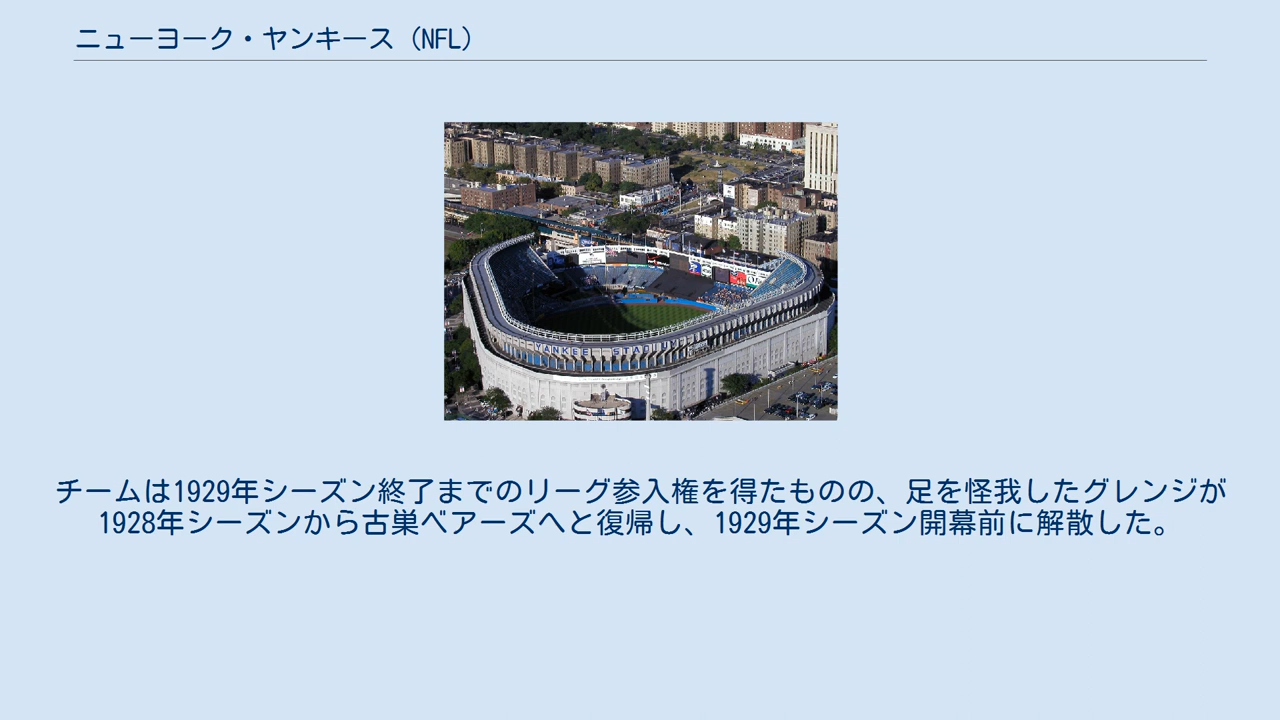 ニューヨーク・ヤンキース（NFL）
YANKEE STADIUM
チームは1929年シーズン終了までのリーグ参入権を得たものの、足を怪我したグレンジが
1928年シーズンから古巣ベアーズへと復帰し、1929年シーズン開幕前に解散した。